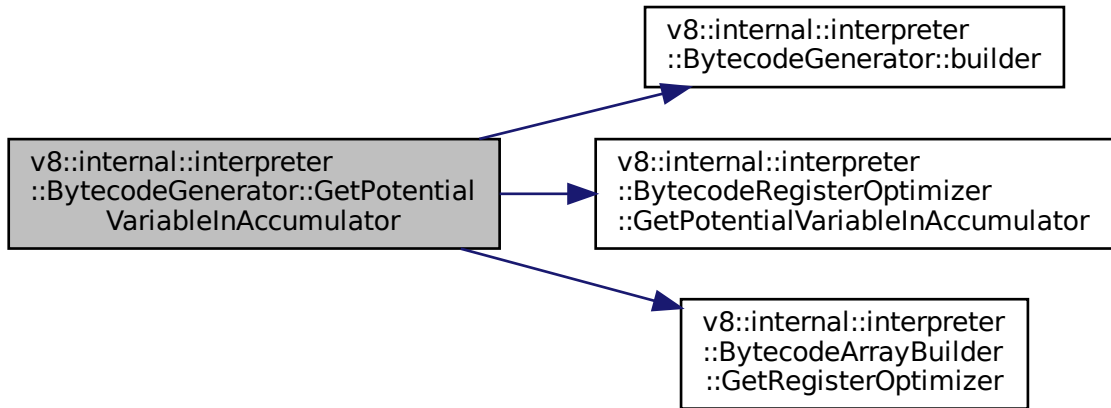 v8::internal::interpreter
::BytecodeGenerator::GetPotential
VariableInAccumulator
v8::internal::interpreter
::BytecodeGenerator::builder
v8::internal::interpreter
::BytecodeRegisterOptimizer
::GetPotentialVariableInAccumulator
v8::internal::interpreter
::BytecodeArrayBuilder
::GetRegisterOptimizer